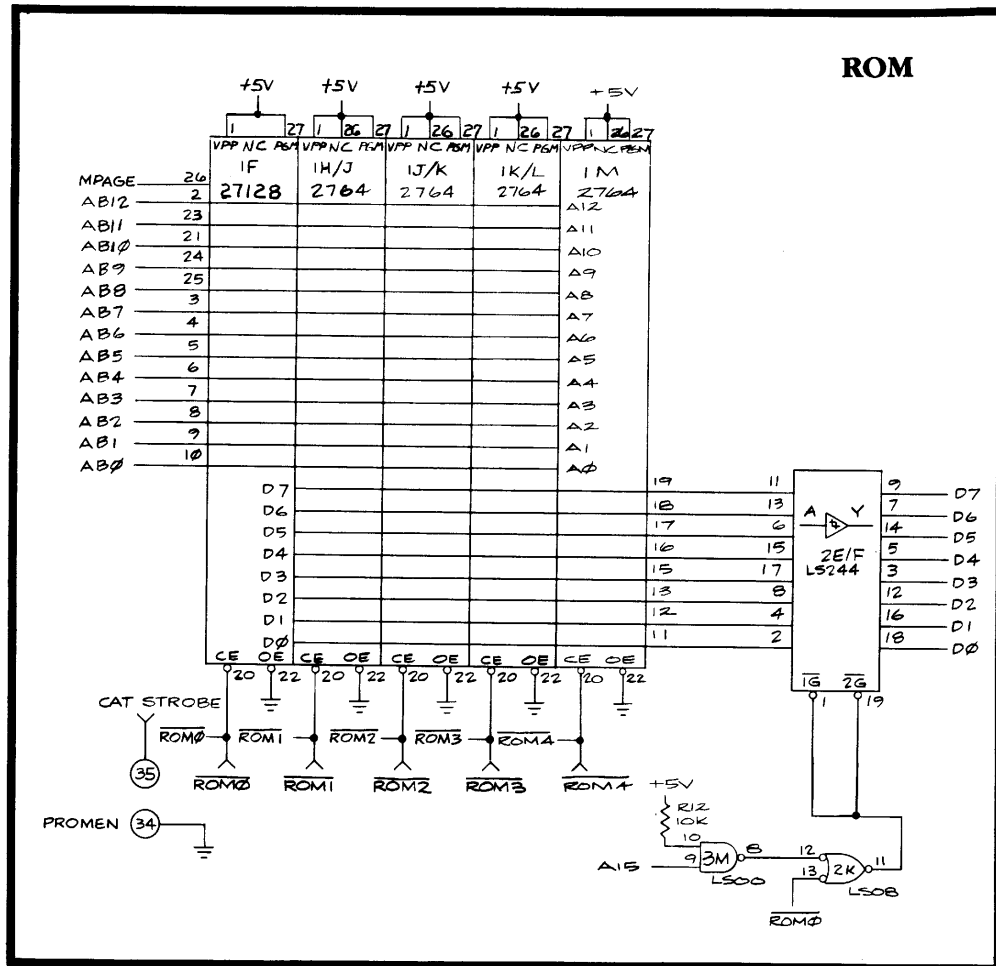 ROM
+5V +5V +5V +5V +5V
1 27 1 26 27 1 26 27 1 26 27 1 26 27
VPP NC PGM VPP NC PGM VPP NC PGM VPP NC PGM VPP NC PGM
1F 1H/J 1J/K 1K/L 1M
27128 2764 2764 2764 2764
MPAGE 26
AB12 2 A12
AB11 23 A11
AB1Ø 21 A10
AB9 24 A9
AB8 25 A8
AB7 3 A7
AB6 4 A6
AB5 5 A5
AB4 6 A4
AB3 7 A3
AB2 8 A2
AB1 9 A1
ABØ 10 AØ
D7 19 11 9 D7
D6 18 13 7 D6
D5 17 6 14 D5
D4 16 15 5 D4
D3 15 17 3 D3
D2 13 8 12 D2
D1 12 4 16 D1
DØ 11 2 18 DØ
A Y
2E/F
LS244
1G 2G
1 19
CE OE CE OE CE OE CE OE CE OE
20 22 20 22 20 22 20 22 20 22
CAT STROBE
35
ROMØ ROM1 ROM2 ROM3 ROM4
ROMØ ROM1 ROM2 ROM3 ROM4
PROMEN 34
+5V
R12
10K
10
A15 9 3M 8
LS00
12
13 2K 11
LS08
ROMØ